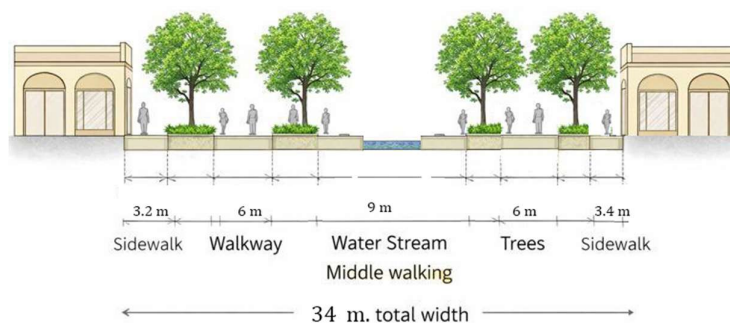 3.2 m 6 m 9 m 6 m 3.4 m
Sidewalk Walkway Water Stream Trees Sidewalk
Middle walking
34 m. total width